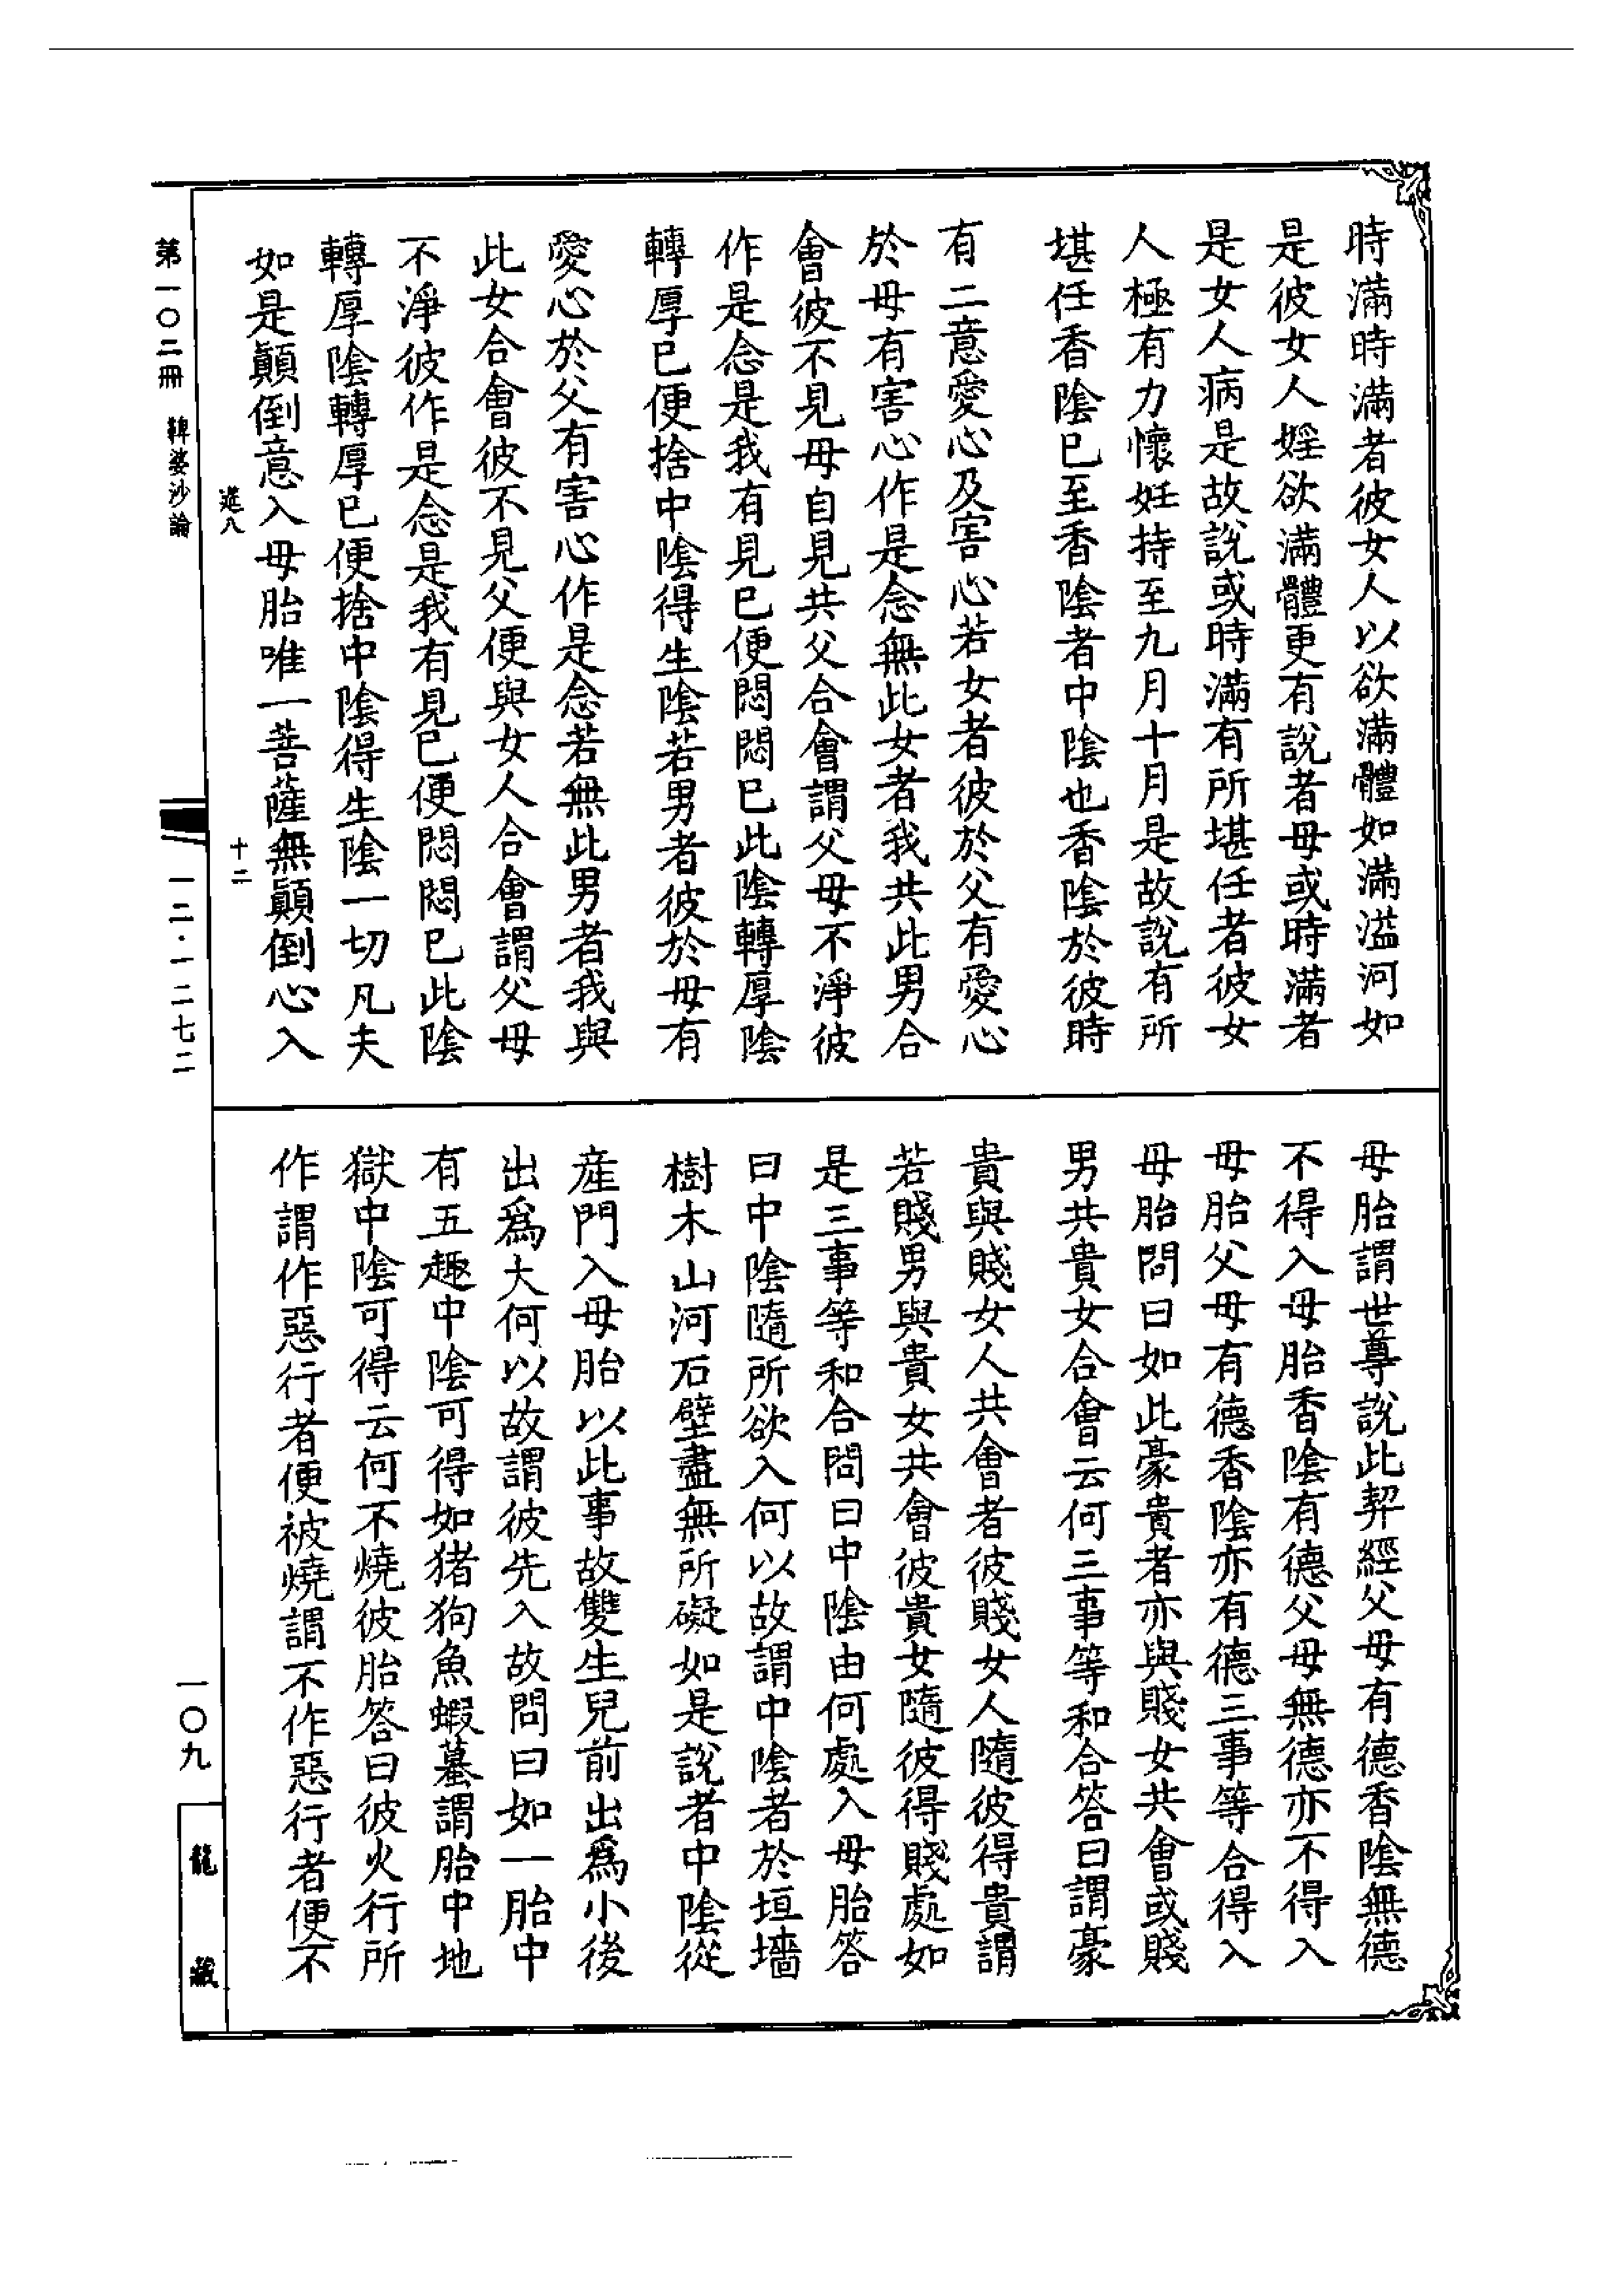 時滿時滿者彼女人以欲滿體如滿溢河如
是彼女人婬欲滿體更有說者母或時滿者
是女人病是故說或時滿有所堪任者彼女
人極有力懷妊持至九月十月是故說有所
堪任香陰已至香陰者中陰也香陰於彼時
有二意愛心及害心若女者彼於父有愛心
於母有害心作是念無此女者我共此男合
會彼不見母自見共父合會謂父母不淨彼
作是念是我有見已便悶悶已此陰轉厚陰
轉厚已便捨中陰得生陰若男者彼於母有
愛心於父有害心作是念若無此男者我與
此女合會彼不見父便與女人合會謂父母
不淨彼作是念是我有見已便悶悶已此陰
轉厚陰轉厚已便捨中陰得生陰一切凡夫
如是顚倒意入母胎唯一菩薩無顚倒心入
母胎謂世尊說此契經父母有德香陰無德
不得入母胎香陰有德父母無德亦不得入
母胎父母有德香陰亦有德三事等合得入
母胎問曰如此豪貴者亦與賤女共會或賤
男共貴女合會云何三事等和合答曰謂豪
貴與賤女人共會者彼賤女人隨彼得貴謂
若賤男與貴女共會彼貴女隨彼得賤處如
是三事等和合問曰中陰由何處入母胎答
曰中陰隨所欲入何以故謂中陰者於垣墻
樹木山河石壁盡無所礙如是說者中陰從
產門入母胎以此事故雙生兒前出爲小後
出爲大何以故謂彼先入故問曰如一胎中
有五趣中陰可得如猪狗魚蝦蟇謂胎中地
獄中陰可得云何不燒彼胎答曰彼火行所
作謂作惡行者便被燒謂不作惡行者便不
進八
十二
第一〇二冊 鞞婆沙論
一二·一二七二
一〇九
龍藏